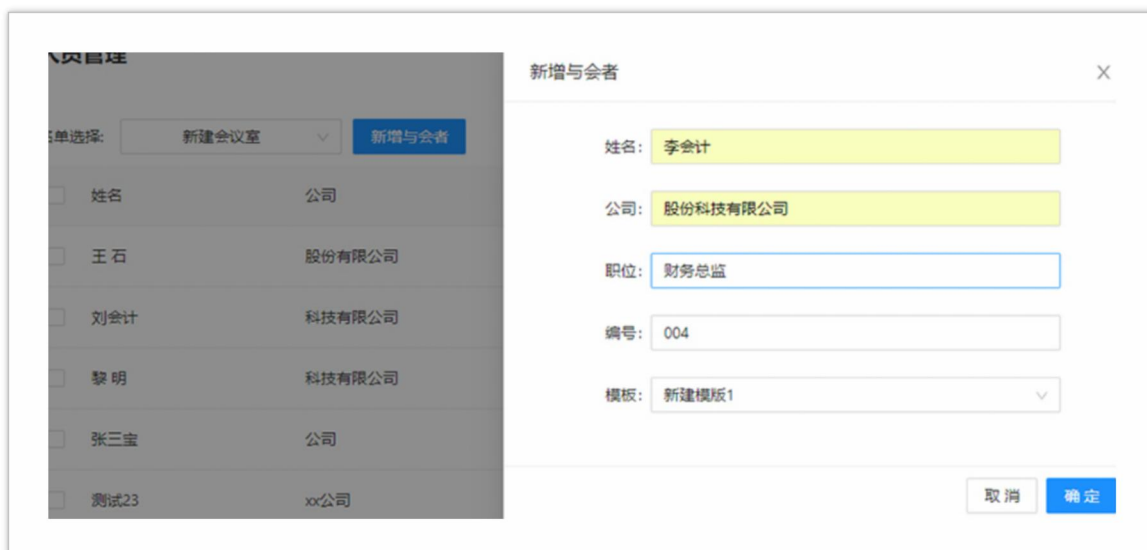 人员管理
新增与会者
名单选择: 新建会议室 新增与会者
姓名 公司
王 石 股份有限公司
刘会计 科技有限公司
黎 明 科技有限公司
张三宝 公司
测试23 xx公司
姓名: 李会计
公司: 股份科技有限公司
职位: 财务总监
编号: 004
模板: 新建模版1
取 消 确 定